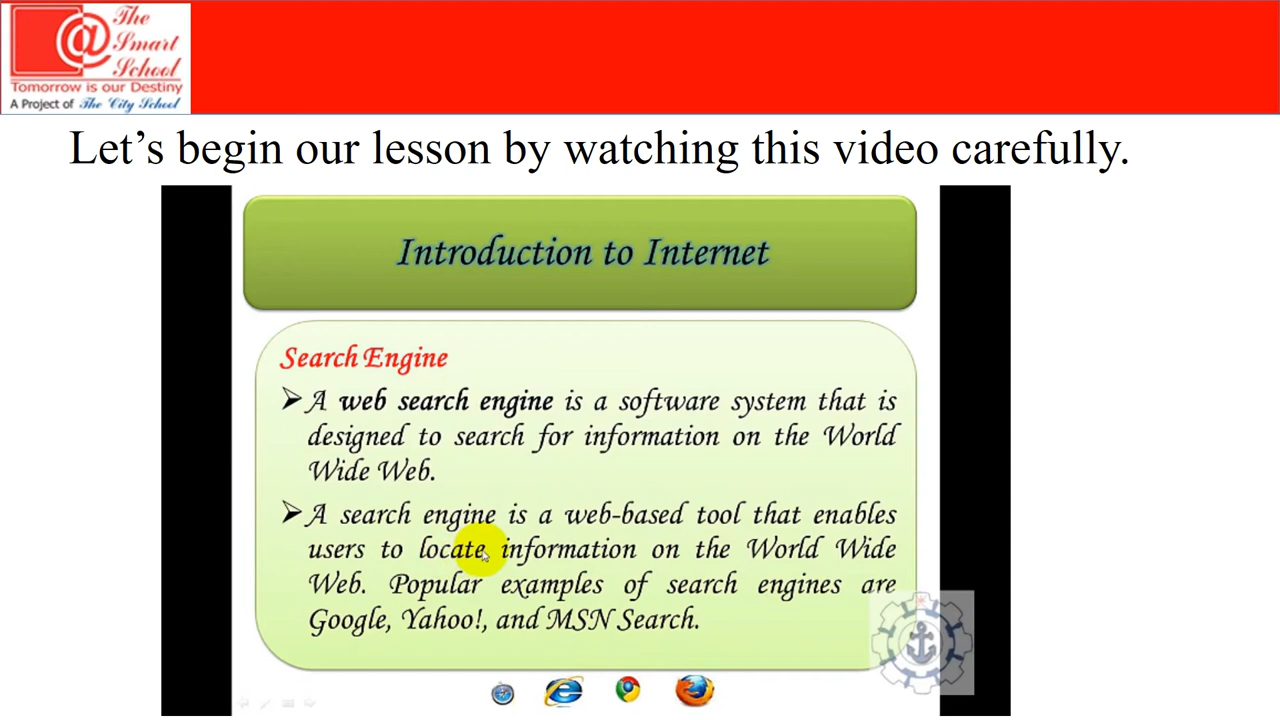 The
Smart
School
Tomorrow is our Destiny
A Project of The City School
Let’s begin our lesson by watching this video carefully.
Introduction to Internet
Search Engine
➢ A web search engine is a software system that is
designed to search for information on the World
Wide Web.
➢ A search engine is a web-based tool that enables
users to locate information on the World Wide
Web. Popular examples of search engines are
Google, Yahoo!, and MSN Search.